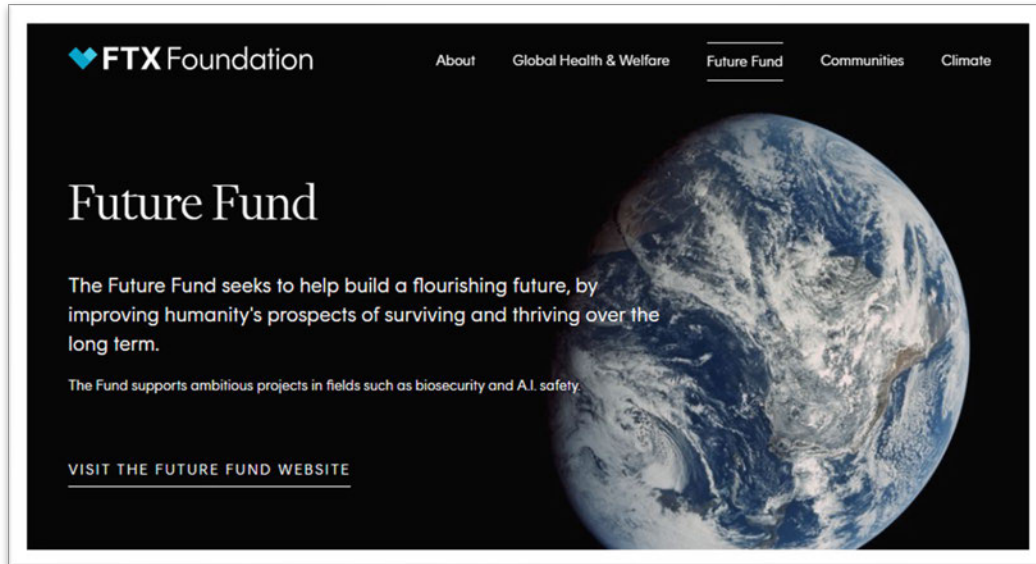 FTX Foundation
About Global Health & Welfare Future Fund Communities Climate
Future Fund
The Future Fund seeks to help build a flourishing future, by
improving humanity's prospects of surviving and thriving over the
long term.
The Fund supports ambitious projects in fields such as biosecurity and A.I. safety.
VISIT THE FUTURE FUND WEBSITE